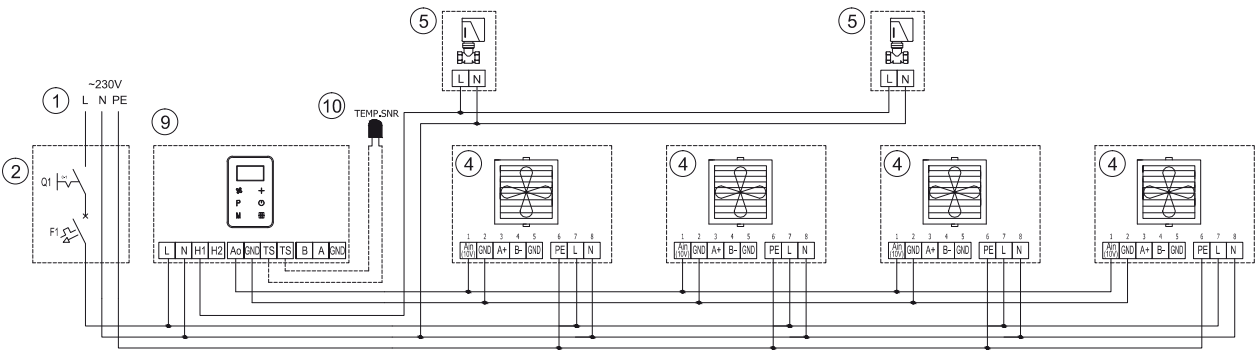 5
5
L N
L N
~230V
1
L N PE
10
TEMP.SNR
9
2
Q1
F1
P
M
L N H1 H2 Ao GND TS TS B A GND
4
1 2 3 4 5 6 7 8
Ain (10V) GND A+ B- GND PE L N
4
1 2 3 4 5 6 7 8
Ain (10V) GND A+ B- GND PE L N
4
1 2 3 4 5 6 7 8
Ain (10V) GND A+ B- GND PE L N
4
1 2 3 4 5 6 7 8
Ain (10V) GND A+ B- GND PE L N